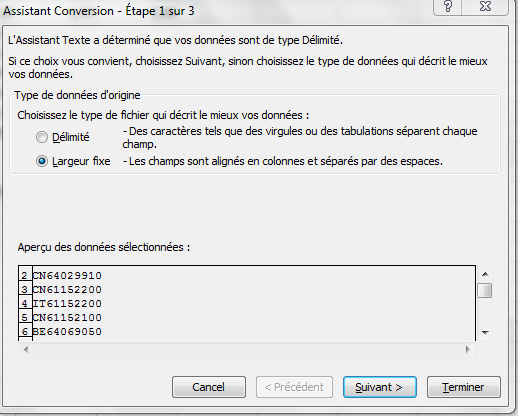 Assistant Conversion - Étape 1 sur 3
L'Assistant Texte a déterminé que vos données sont de type Délimité.
Si ce choix vous convient, choisissez Suivant, sinon choisissez le type de données qui décrit le mieux
vos données.
Type de données d'origine
Choisissez le type de fichier qui décrit le mieux vos données :
Délimité - Des caractères tels que des virgules ou des tabulations séparent chaque
champ.
Largeur fixe - Les champs sont alignés en colonnes et séparés par des espaces.
Aperçu des données sélectionnées :
2 CN64029910
3 CN61152200
4 IT61152200
5 CN61152100
6 BE64069050
Cancel < Précédent Suivant > Terminer